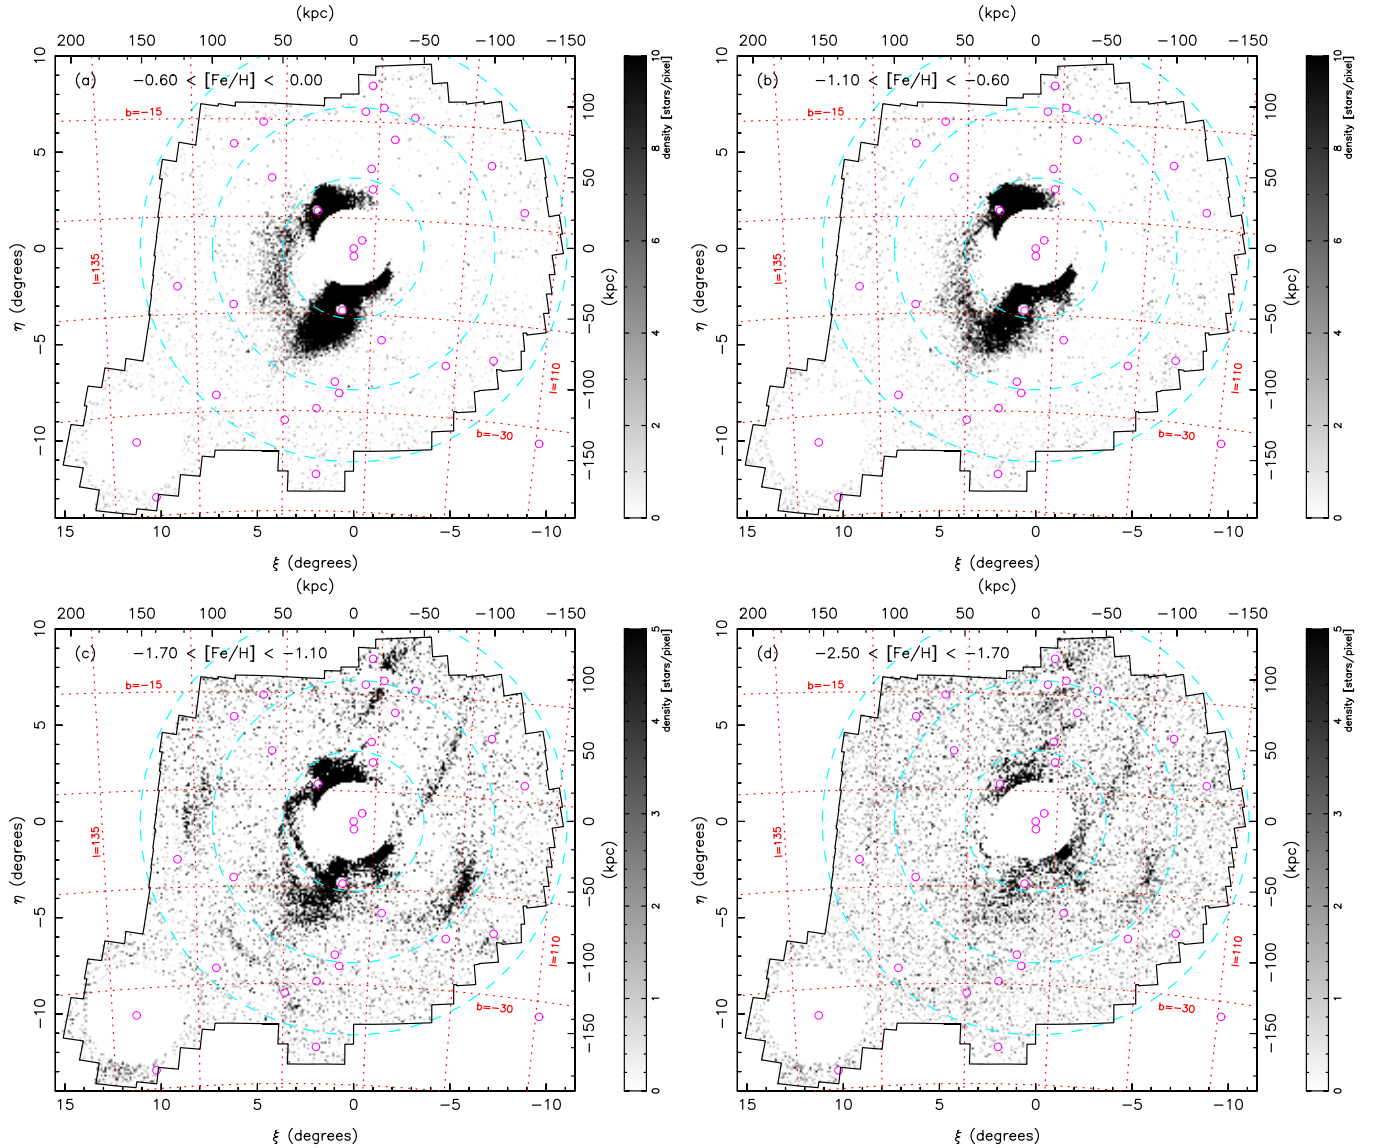 (kpc)
200 150 100 50 0 −50 −100 −150
(a) −0.60 < [Fe/H] < 0.00
b=−15
l=135
l=110
b=−30
10 5 0 −5 −10
η (degrees)
100 50 0 −50 −100 −150
(kpc)
15 10 5 0 −5 −10
ξ (degrees)
0 2 4 6 8 10
density [stars/pixel]
(kpc)
200 150 100 50 0 −50 −100 −150
(b) −1.10 < [Fe/H] < −0.60
b=−15
l=135
l=110
b=−30
10 5 0 −5 −10
η (degrees)
100 50 0 −50 −100 −150
(kpc)
15 10 5 0 −5 −10
ξ (degrees)
0 2 4 6 8 10
density [stars/pixel]
(kpc)
200 150 100 50 0 −50 −100 −150
(c) −1.70 < [Fe/H] < −1.10
b=−15
l=135
l=110
b=−30
10 5 0 −5 −10
η (degrees)
100 50 0 −50 −100 −150
(kpc)
15 10 5 0 −5 −10
ξ (degrees)
0 1 2 3 4 5
density [stars/pixel]
(kpc)
200 150 100 50 0 −50 −100 −150
(d) −2.50 < [Fe/H] < −1.70
b=−15
l=135
l=110
b=−30
10 5 0 −5 −10
η (degrees)
100 50 0 −50 −100 −150
(kpc)
15 10 5 0 −5 −10
ξ (degrees)
0 1 2 3 4 5
density [stars/pixel]